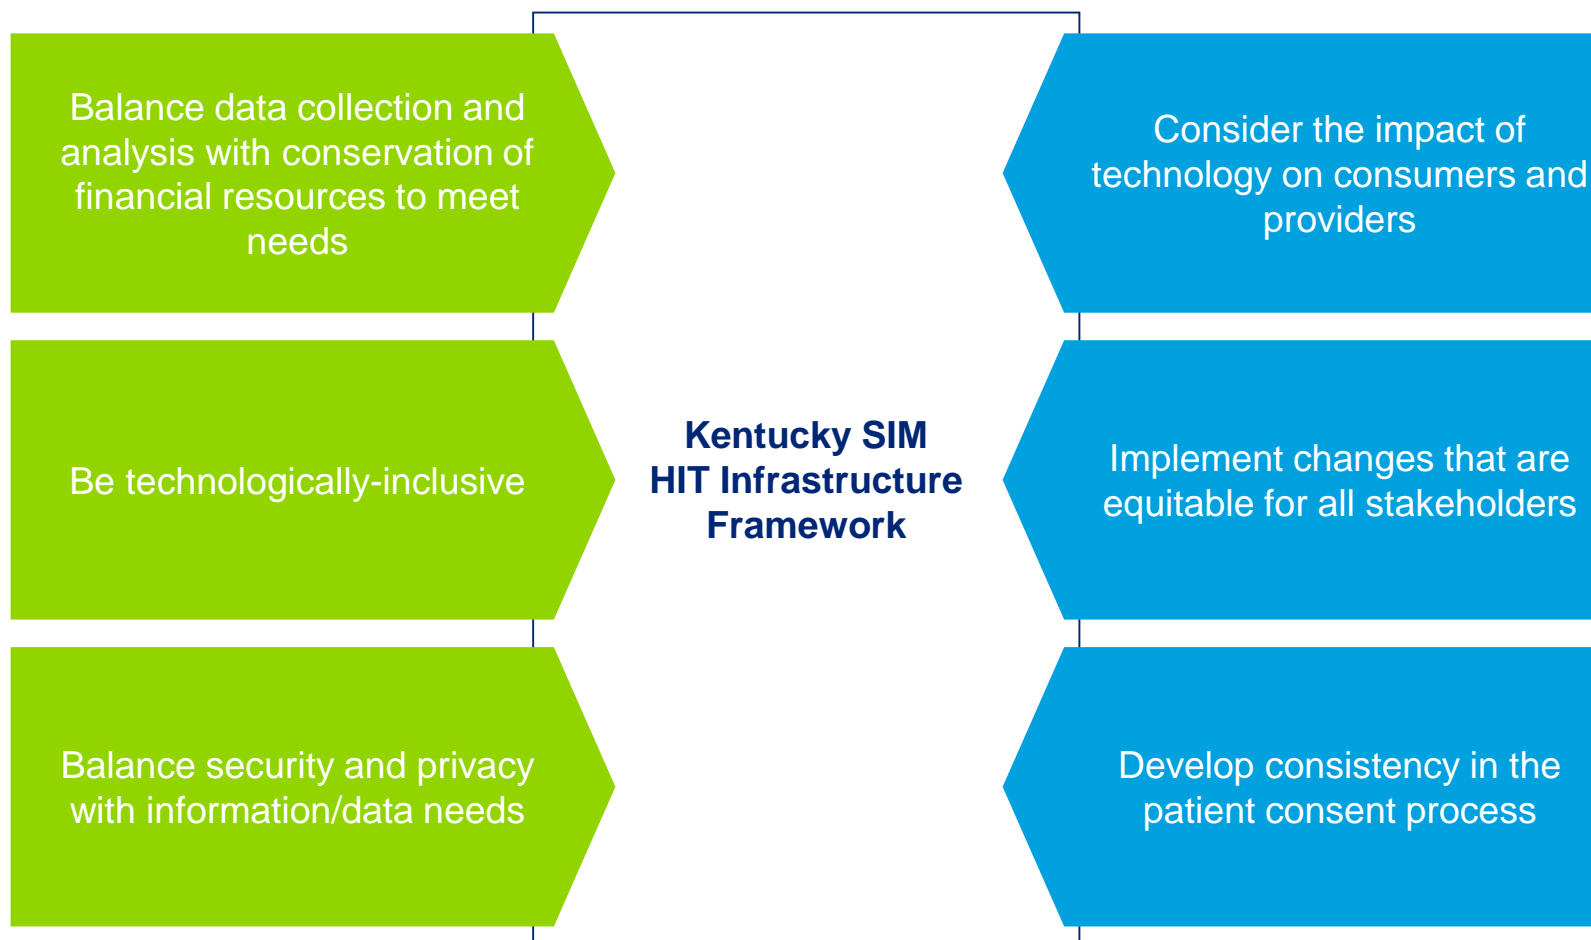 Balance data collection and
analysis with conservation of
financial resources to meet
needs
Be technologically-inclusive
Balance security and privacy
with information/data needs
Kentucky SIM
HIT Infrastructure
Framework
Consider the impact of
technology on consumers and
providers
Implement changes that are
equitable for all stakeholders
Develop consistency in the
patient consent process